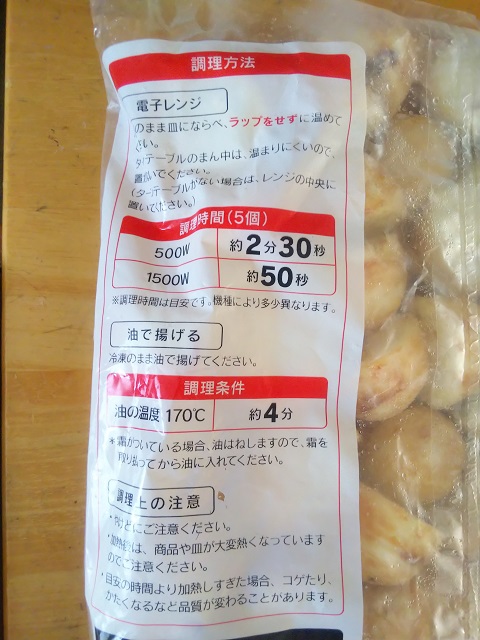 調理方法
電子レンジ
のまま皿にならべ、ラップをせずに温めて
さい。
ターテーブルのまん中は、温まりにくいので、
置いでください。
(ターテーブルがない場合は、レンジの中央に
置いてください。)
調理時間(5個)
500W 約2分30秒
1500W 約50秒
※調理時間は目安です。機種により多少異なります。
油で揚げる
冷凍のまま油で揚げてください。
調理条件
油の温度 170℃ 約4分
※霜がついている場合、油はねしますので、霜を
取り払ってから油に入れてください。
調理上の注意
・やけどにご注意ください。
・加熱後は、商品や皿が大変熱くなっています
のでご注意ください。
・目安の時間より加熱しすぎた場合、コゲたり、
かたくなるなど品質が変わることがあります。